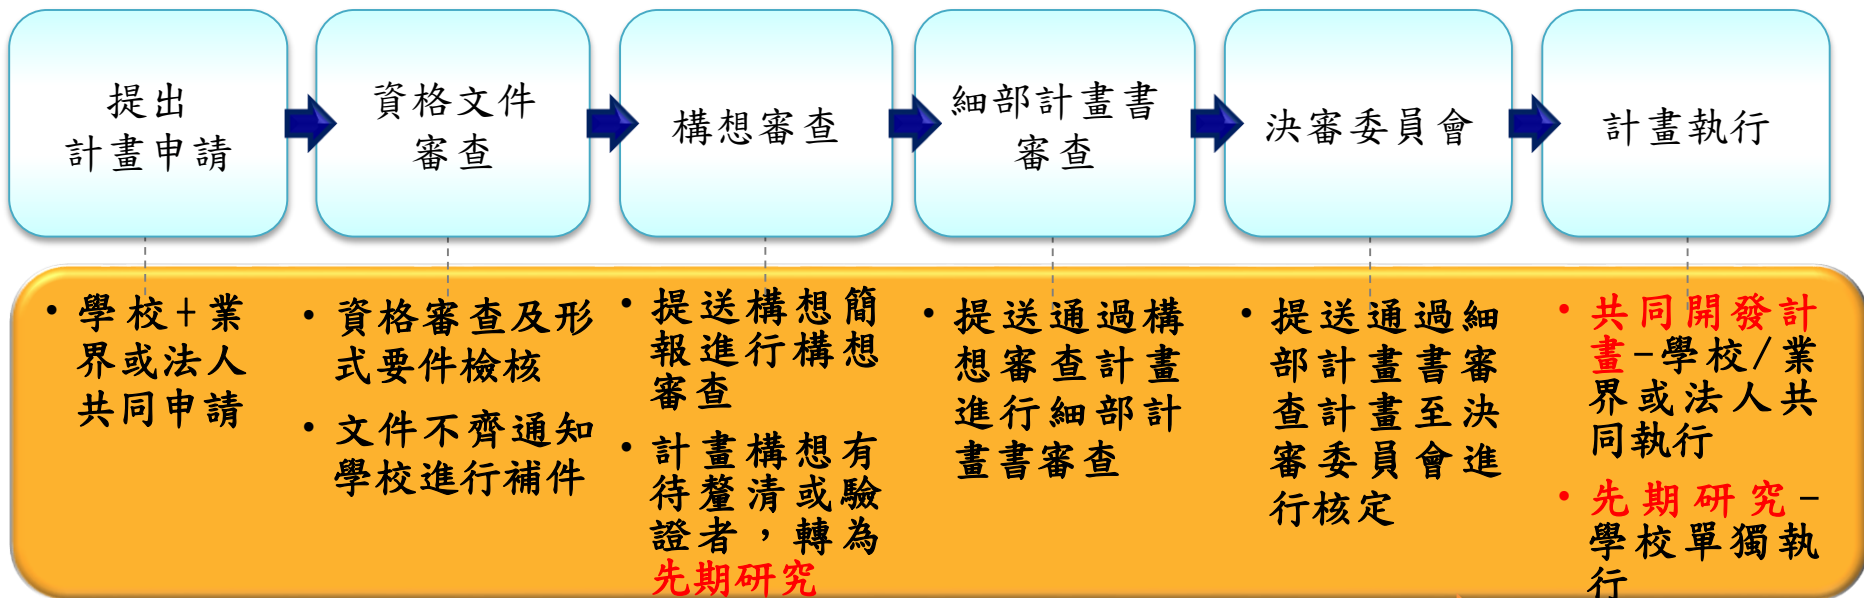 提出
計畫申請
資格文件
審查
構想審查
細部計畫書
審查
決審委員會
計畫執行
• 學校+業
界或法人
共同申請
• 資格審查及形
式要件檢核
• 文件不齊通知
學校進行補件
• 提送構想簡
報進行構想
審查
• 計畫構想有
待釐清或驗
證者，轉為
先期研究
• 提送通過構
想審查計畫
進行細部計
畫書審查
• 提送通過細
部計畫書審
查計畫至決
審委員會進
行核定
• 共同開發計
畫-學校/業
界或法人共
同執行
• 先期研究-
學校單獨執
行